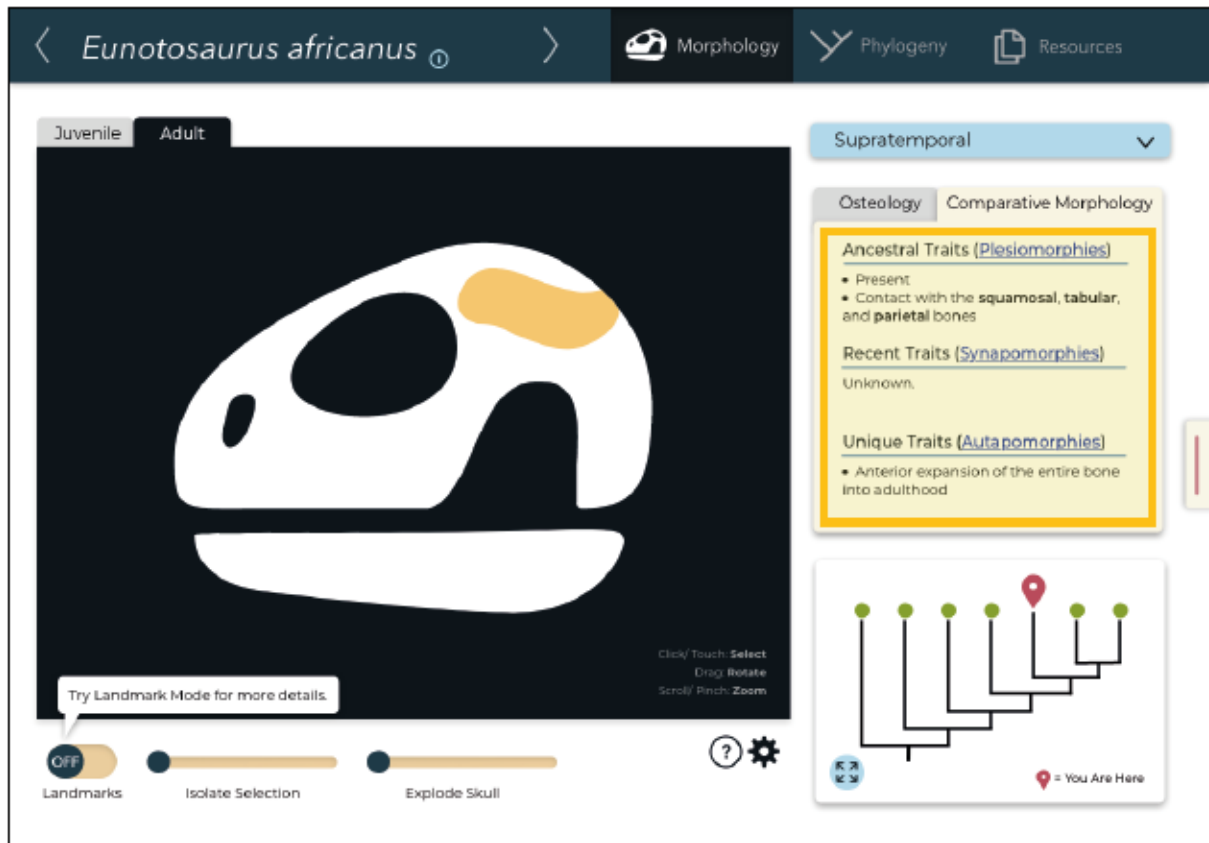 Eunotosaurus africanus
Morphology
Phylogeny
Resources
Juvenile
Adult
Supratemporal
Osteology
Comparative Morphology
Ancestral Traits (Plesiomorphies)
• Present
• Contact with the squamosal, tabular,
and parietal bones
Recent Traits (Synapomorphies)
Unknown.
Unique Traits (Autapomorphies)
• Anterior expansion of the entire bone
into adulthood
Click/ Touch: Select
Drag: Rotate
Scroll/ Pinch: Zoom
Try Landmark Mode for more details.
OFF
?
Landmarks
Isolate Selection
Explode Skull
= You Are Here